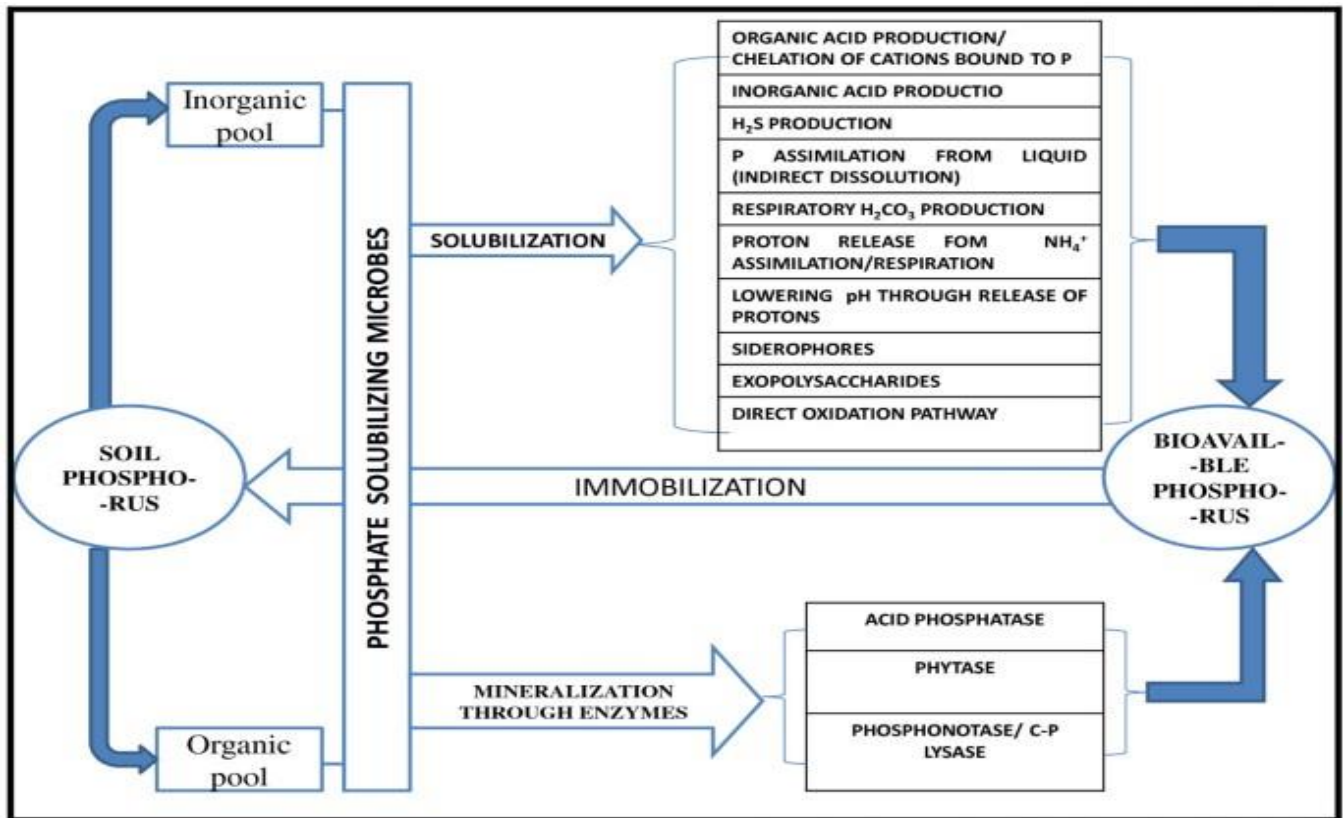 Inorganic
pool
PHOSPHATE SOLUBILIZING MICROBES
SOLUBILIZATION
ORGANIC ACID PRODUCTION/
CHELATION OF CATIONS BOUND TO P
INORGANIC ACID PRODUCTIO
H₂S PRODUCTION
P ASSIMILATION FROM LIQUID
(INDIRECT DISSOLUTION)
RESPIRATORY H₂CO₃ PRODUCTION
PROTON RELEASE FOM NH₄⁺
ASSIMILATION/RESPIRATION
LOWERING pH THROUGH RELEASE OF
PROTONS
SIDEROPHORES
EXOPOLYSACCHARIDES
DIRECT OXIDATION PATHWAY
SOIL
PHOSPHO-
-RUS
IMMOBILIZATION
BIOAVAIL-
-BLE
PHOSPHO-
-RUS
Organic
pool
MINERALIZATION
THROUGH ENZYMES
ACID PHOSPHATASE
PHYTASE
PHOSPHONOTASE/ C-P
LYSASE